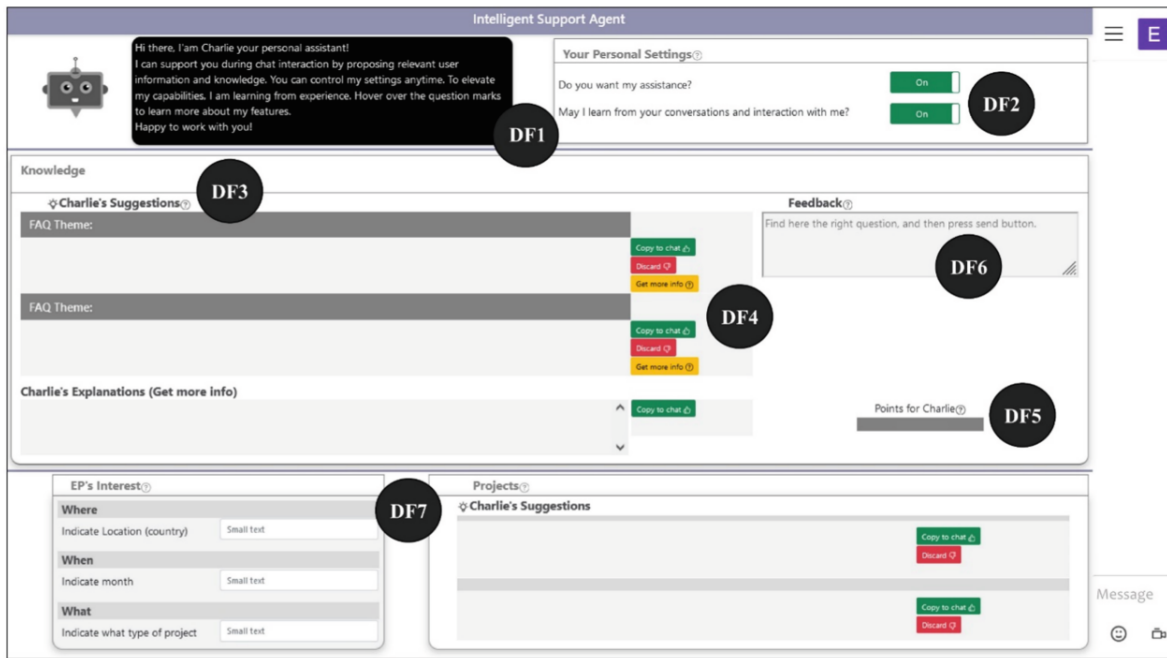 Intelligent Support Agent
E
Hi there, I'am Charlie your personal assistant!
I can support you during chat interaction by proposing relevant user
information and knowledge. You can control my settings anytime. To elevate
my capabilities. I am learning from experience. Hover over the question marks
to learn more about my features.
Happy to work with you!
DF1
Your Personal Settings?
Do you want my assistance?
On
May I learn from your conversations and interaction with me?
On
DF2
Knowledge
DF3
Charlie's Suggestions?
FAQ Theme:
Copy to chat
Discard
Get more info ?
FAQ Theme:
Copy to chat
Discard
Get more info ?
DF4
Feedback?
Find here the right question, and then press send button.
DF6
Charlie's Explanations (Get more info)
Copy to chat
Points for Charlie?
DF5
EP's Interest?
Where
Indicate Location (country)
Small text
When
Indicate month
Small text
What
Indicate what type of project
Small text
DF7
Projects?
Charlie's Suggestions
Copy to chat
Discard
Copy to chat
Discard
Message